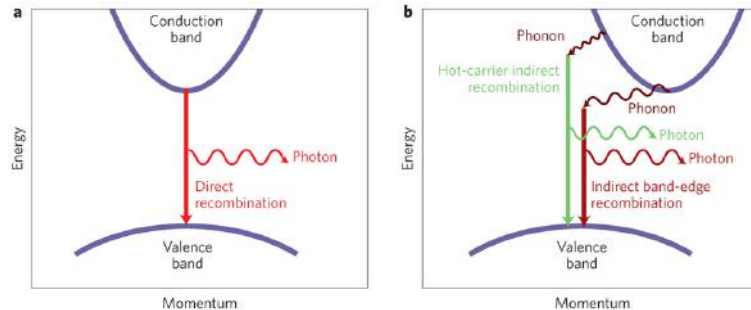 a
Conduction
band
Energy
Photon
Direct
recombination
Valence
band
Momentum
b
Conduction
band
Phonon
Hot-carrier indirect
recombination
Phonon
Energy
Photon
Photon
Indirect band-edge
recombination
Valence
band
Momentum